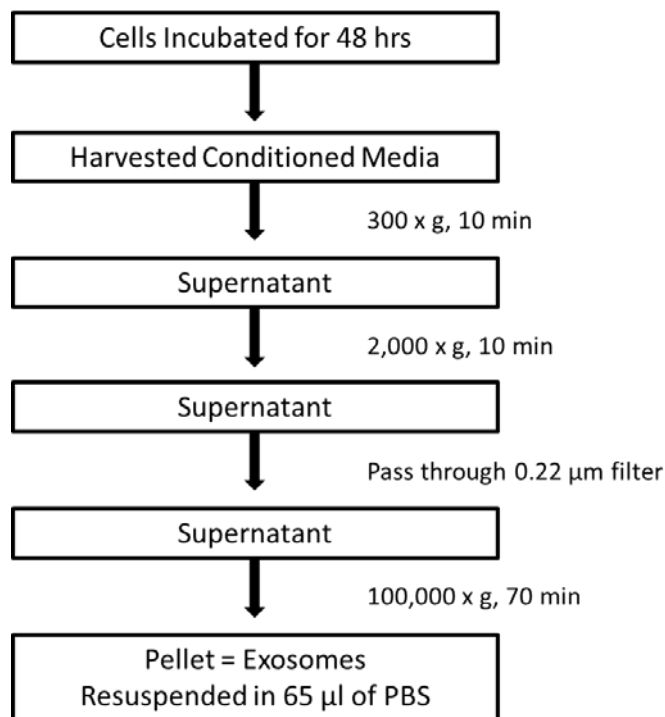 Cells Incubated for 48 hrs
Harvested Conditioned Media
300 x g, 10 min
Supernatant
2,000 x g, 10 min
Supernatant
Pass through 0.22 µm filter
Supernatant
100,000 x g, 70 min
Pellet = Exosomes
Resuspended in 65 µl of PBS